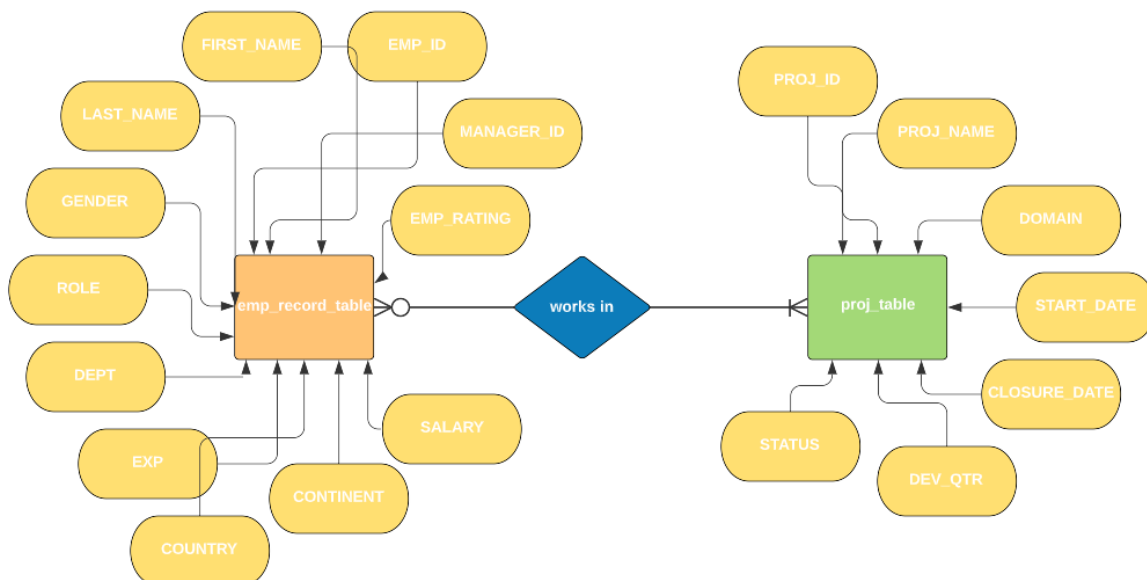 FIRST_NAME
EMP_ID
PROJ_ID
LAST_NAME
MANAGER_ID
PROJ_NAME
GENDER
EMP_RATING
DOMAIN
ROLE
emp_record_table
works in
proj_table
START_DATE
DEPT
CLOSURE_DATE
SALARY
STATUS
EXP
CONTINENT
DEV_QTR
COUNTRY